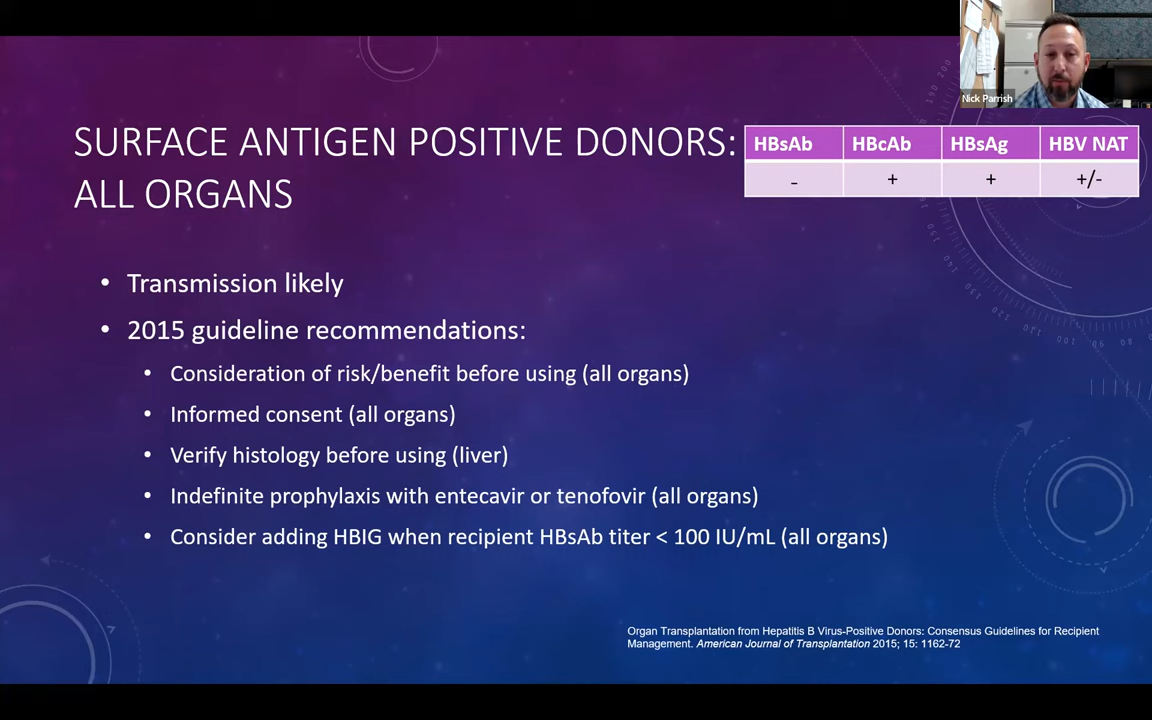 Nick Parrish
SURFACE ANTIGEN POSITIVE DONORS:
ALL ORGANS
HBsAb HBcAb HBsAg HBV NAT
- + + +/-
• Transmission likely
• 2015 guideline recommendations:
• Consideration of risk/benefit before using (all organs)
• Informed consent (all organs)
• Verify histology before using (liver)
• Indefinite prophylaxis with entecavir or tenofovir (all organs)
• Consider adding HBIG when recipient HBsAb titer < 100 IU/mL (all organs)
Organ Transplantation from Hepatitis B Virus-Positive Donors: Consensus Guidelines for Recipient
Management. American Journal of Transplantation 2015; 15: 1162-72